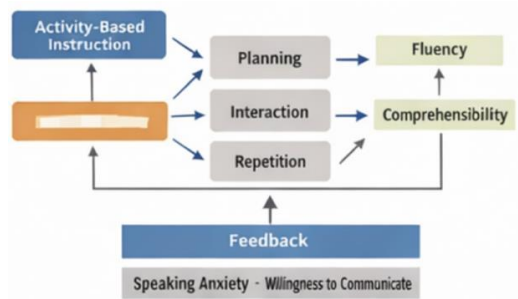 Activity-Based
Instruction
Planning
Fluency
Interaction
Comprehensibility
Repetition
Feedback
Speaking Anxiety - Willingness to Communicate